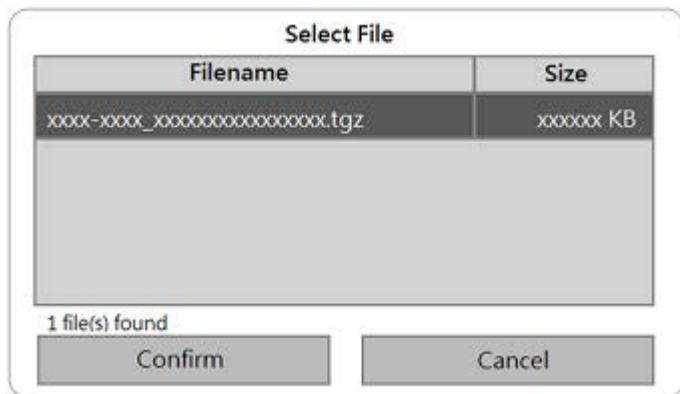 Select File
Filename Size
xxxx-xxxx_xxxxxxxxxxxxxxxx.tgz xxxxxx KB
1 file(s) found
Confirm Cancel